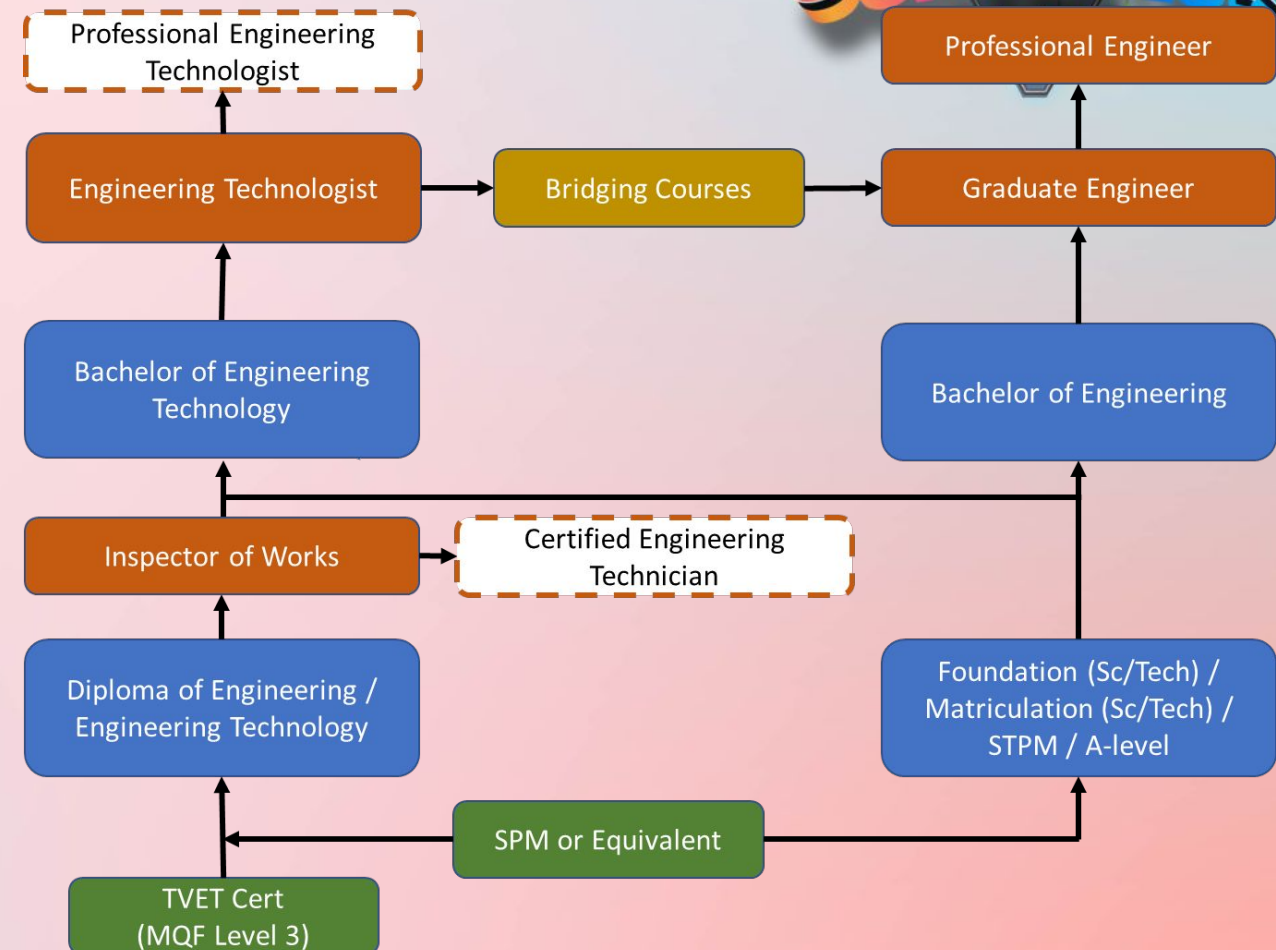 Professional Engineering
Technologist
Professional Engineer
Engineering Technologist
Bridging Courses
Graduate Engineer
Bachelor of Engineering
Technology
Bachelor of Engineering
Inspector of Works
Certified Engineering
Technician
Diploma of Engineering /
Engineering Technology
Foundation (Sc/Tech) /
Matriculation (Sc/Tech) /
STPM / A-level
SPM or Equivalent
TVET Cert
(MQF Level 3)